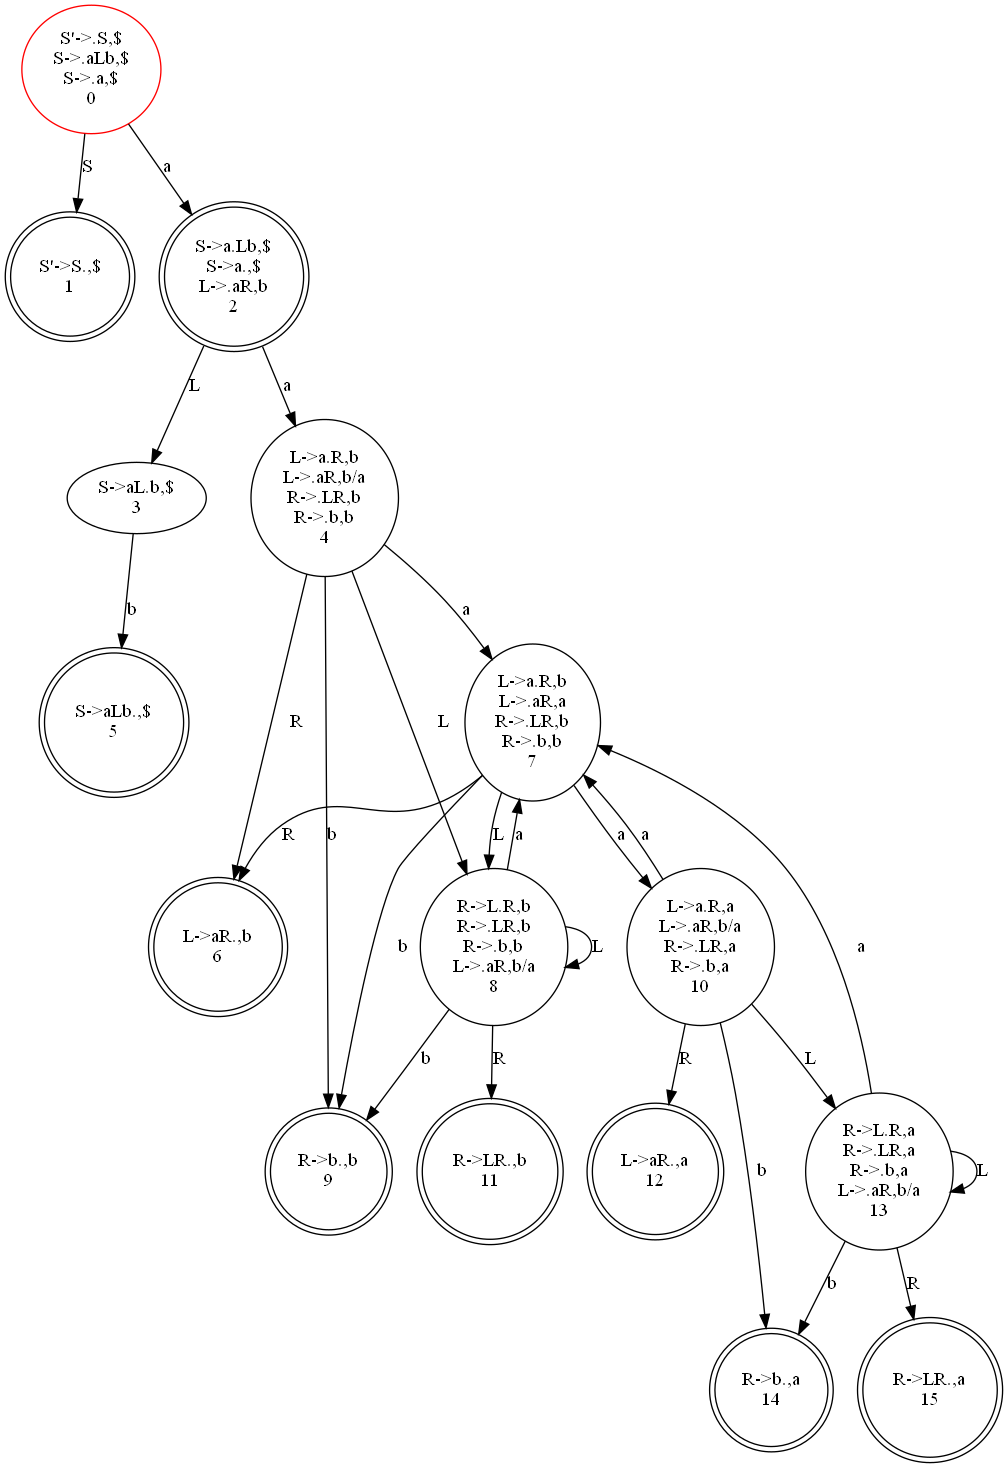 S'->.S,$
S->.aLb,$
S->.a,$
0
S
a
S'->S.,$
1
S->a.Lb,$
S->a.,$
L->.aR,b
2
L
a
S->aL.b,$
3
L->a.R,b
L->.aR,b/a
R->.LR,b
R->.b,b
4
b
a
S->aLb.,$
5
R
L
L->a.R,b
L->.aR,a
R->.LR,b
R->.b,b
7
R
b
L
a
a
a
L->aR.,b
6
b
R->L.R,b
R->.LR,b
R->.b,b
L->.aR,b/a
8
L
L->a.R,a
L->.aR,b/a
R->.LR,a
R->.b,a
10
a
b
R
R
L
R->b.,b
9
R->LR.,b
11
L->aR.,a
12
b
R->L.R,a
R->.LR,a
R->.b,a
L->.aR,b/a
13
L
b
R
R->b.,a
14
R->LR.,a
15